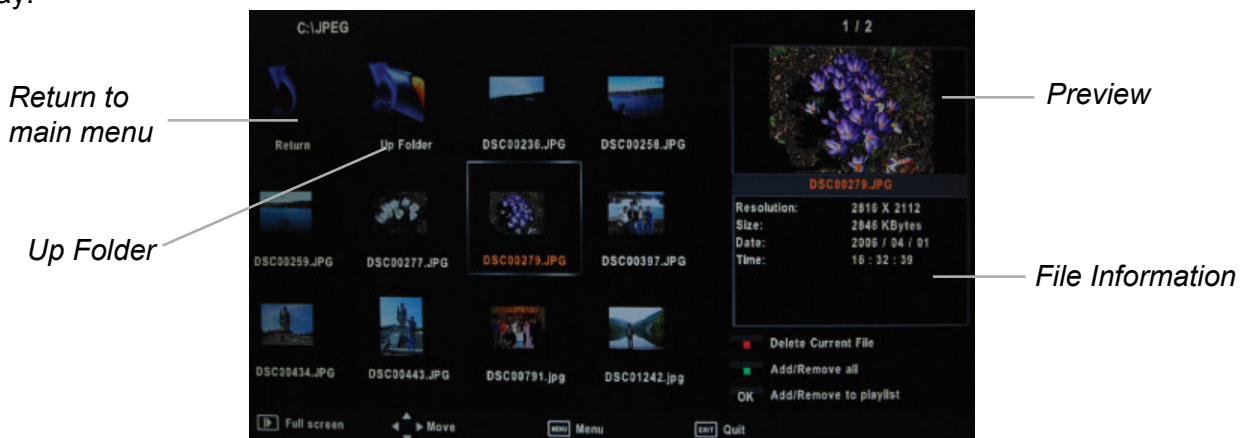 ay.
C:\JPEG
1 / 2
Return to
main menu
Preview
Return
Up Folder
DSC00236.JPG
DSC00258.JPG
DSC00279.JPG
Resolution: 2816 X 2112
Size: 2846 KBytes
Date: 2006 / 04 / 01
Time: 16 : 32 : 39
Up Folder
DSC00259.JPG
DSC00277.JPG
DSC00279.JPG
DSC00397.JPG
File Information
DSC00434.JPG
DSC00443.JPG
DSC00791.jpg
DSC01242.jpg
Delete Current File
Add/Remove all
OK Add/Remove to playlist
Full screen
Move
MENU Menu
EXIT Quit